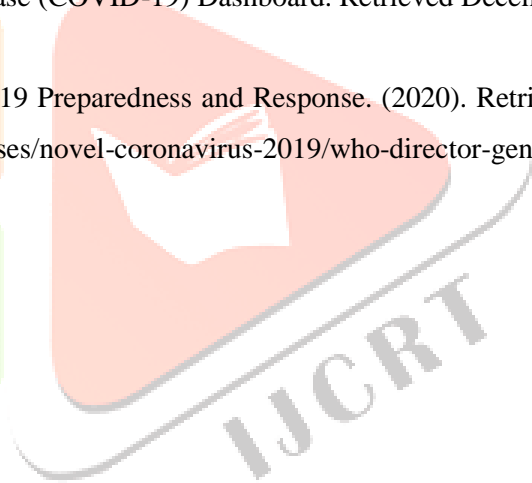 ase (COVID-19) Dashboard. Retrieved Decem
19 Preparedness and Response. (2020). Retri
ses/novel-coronavirus-2019/who-director-gen
IJCRT